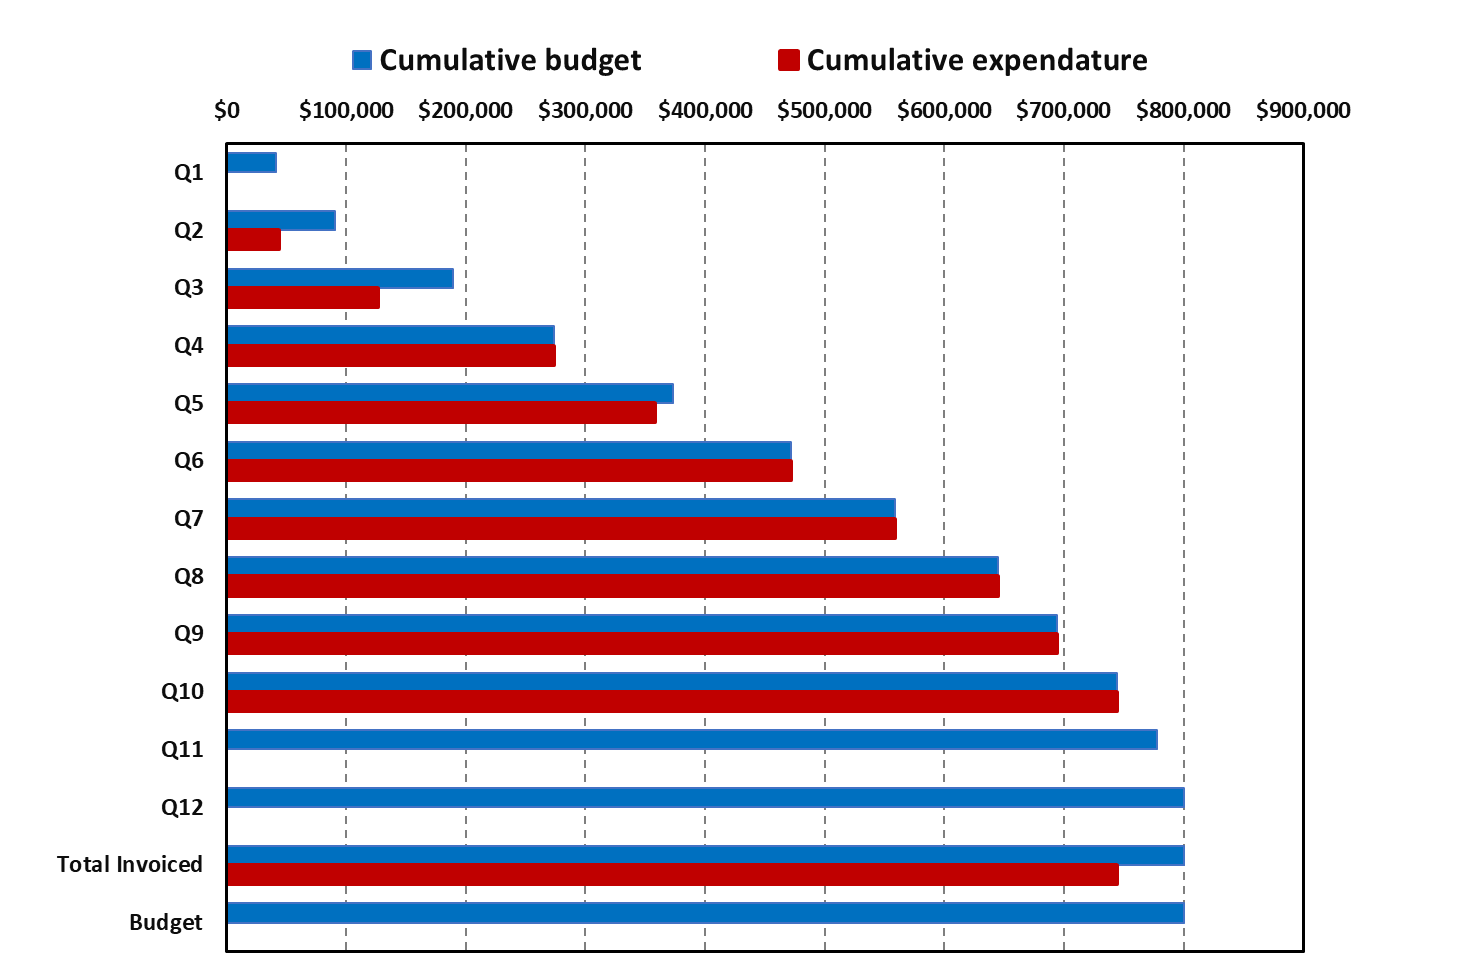 Cumulative budget Cumulative expendature
$0 $100,000 $200,000 $300,000 $400,000 $500,000 $600,000 $700,000 $800,000 $900,000
Q1
Q2
Q3
Q4
Q5
Q6
Q7
Q8
Q9
Q10
Q11
Q12
Total Invoiced
Budget